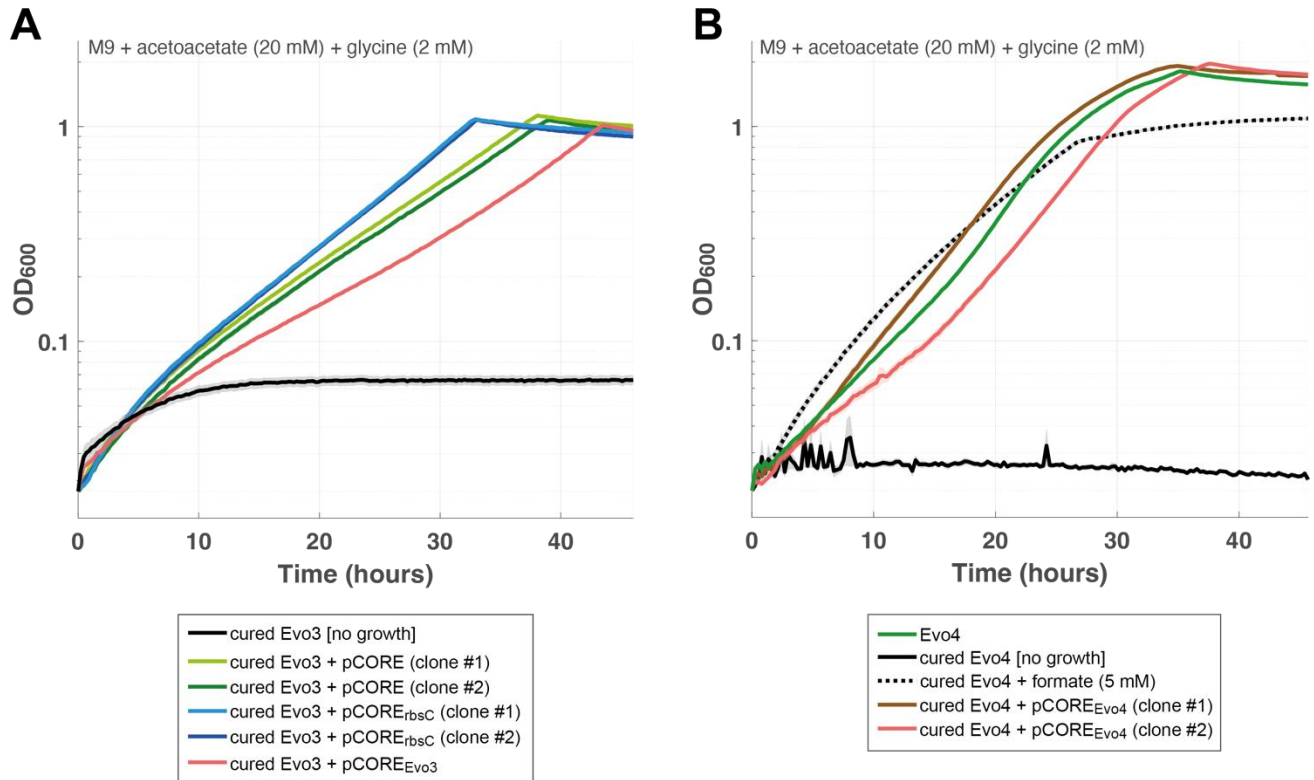 A
M9 + acetoacetate (20 mM) + glycine (2 mM)
1
0.1
OD600
0
10
20
30
40
Time (hours)
cured Evo3 [no growth]
cured Evo3 + pCORE (clone #1)
cured Evo3 + pCORE (clone #2)
cured Evo3 + pCORErbsC (clone #1)
cured Evo3 + pCORErbsC (clone #2)
cured Evo3 + pCOREEvo3
B
M9 + acetoacetate (20 mM) + glycine (2 mM)
1
0.1
OD600
0
10
20
30
40
Time (hours)
Evo4
cured Evo4 [no growth]
cured Evo4 + formate (5 mM)
cured Evo4 + pCOREEvo4 (clone #1)
cured Evo4 + pCOREEvo4 (clone #2)